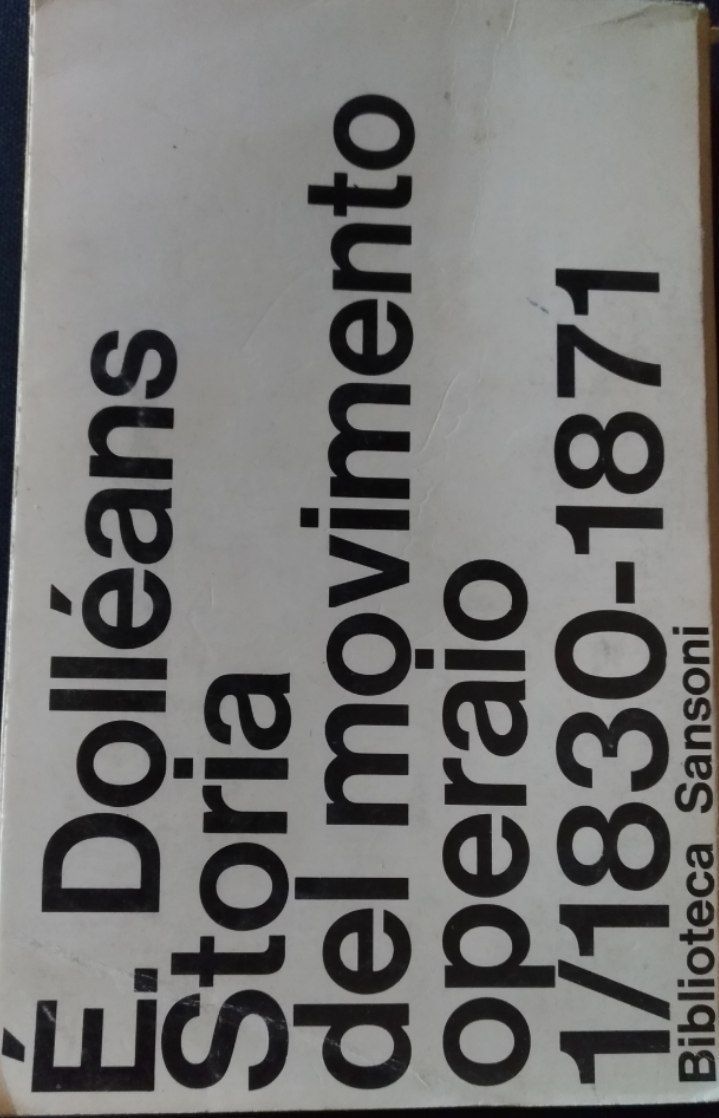 É. Dolléans
Storia
del movimento
operaio
1/1830-1871
Biblioteca Sansoni